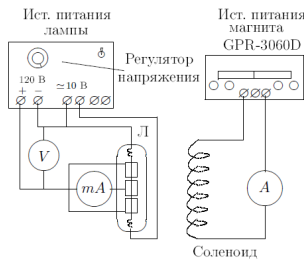 Ист. питания
лампы
Ист. питания
магнита
GPR-3060D
Регулятор
напряжения
120 В
≃10 В
+ −
Л
V
mA
A
Соленоид